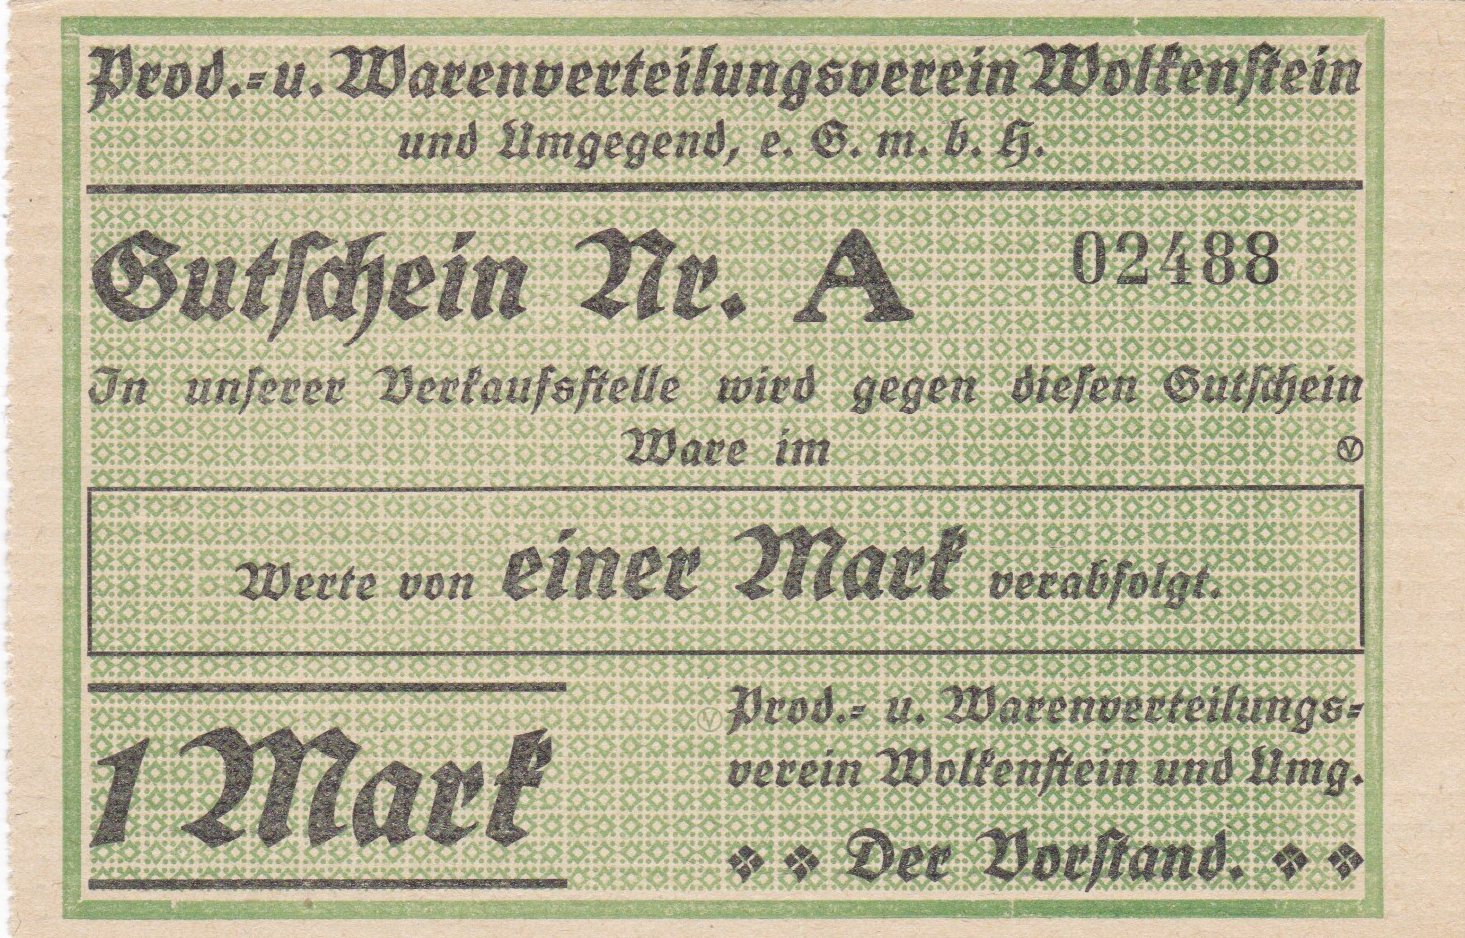 Prod.-u. Warenverteilungsverein Wolkenstein
und Umgegend, e. G. m. b. H.
Gutschein Nr. A 02488
In unserer Verkaufsstelle wird gegen diesen Gutschein
Ware im
V
Werte von einer Mark verabfolgt.
1 Mark
V
Prod.- u. Warenverteilungs-
verein Wolkenstein und Umg.
Der Vorstand.